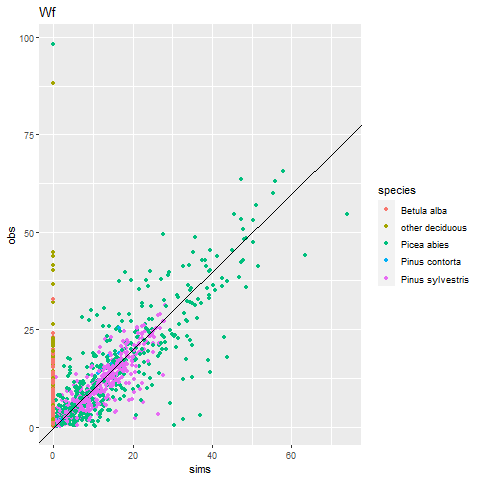 Wf
100
75
50
25
0
obs
0
20
40
60
sims
species
Betula alba
other deciduous
Picea abies
Pinus contorta
Pinus sylvestris